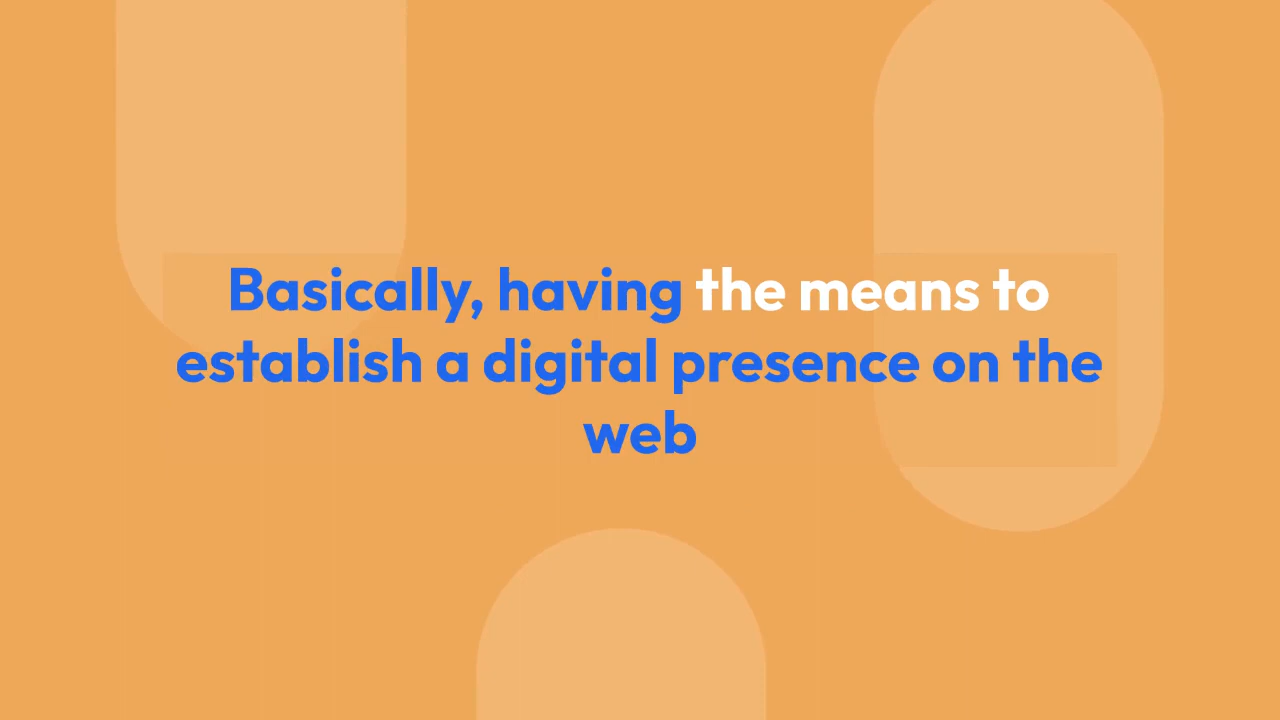 Basically, having the means to
establish a digital presence on the
web